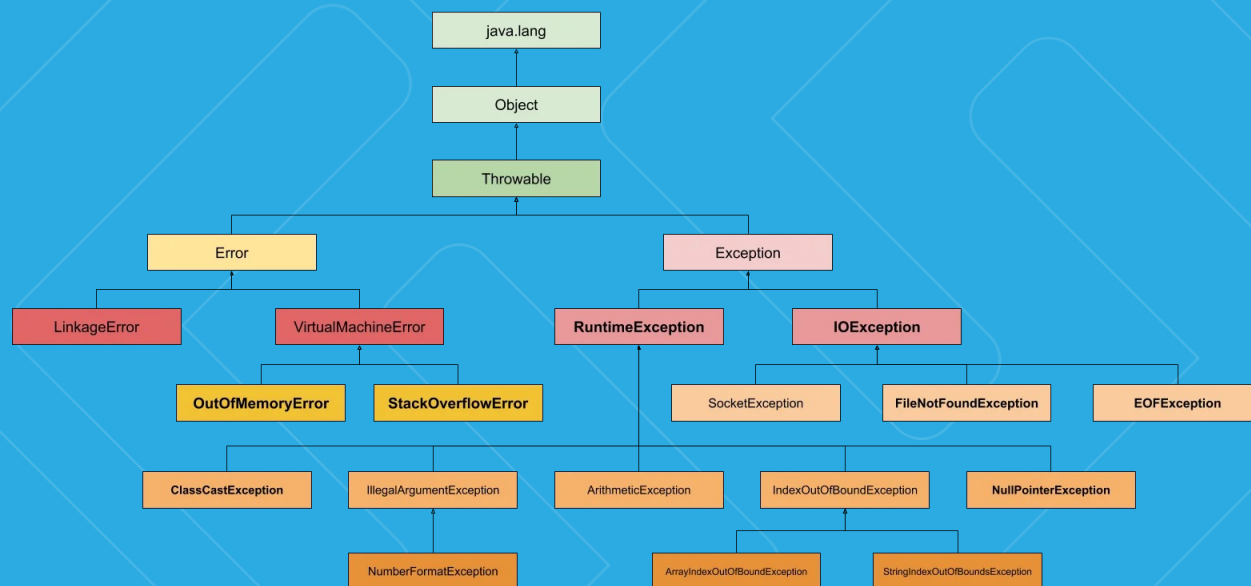 java.lang
Object
Throwable
Error
Exception
LinkageError
VirtualMachineError
RuntimeException
IOException
OutOfMemoryError
StackOverflowError
SocketException
FileNotFoundException
EOFException
ClassCastException
IllegalArgumentException
ArithmeticException
IndexOutOfBoundException
NullPointerException
NumberFormatException
ArrayIndexOutOfBoundException
StringIndexOutOfBoundsException